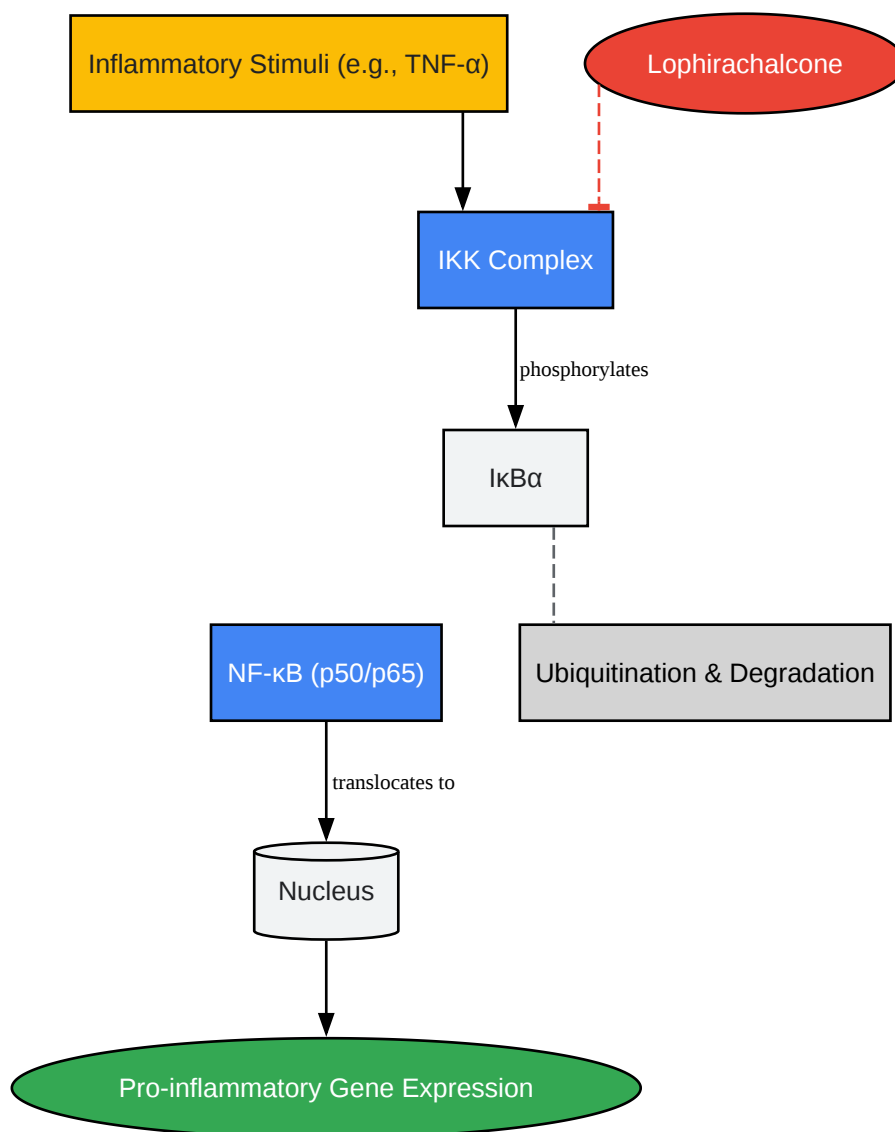 Inflammatory Stimuli (e.g., TNF-α)
Lophirachalcone
IKK Complex
phosphorylates
IκBα
NF-κB (p50/p65)
Ubiquitination & Degradation
translocates to
Nucleus
Pro-inflammatory Gene Expression